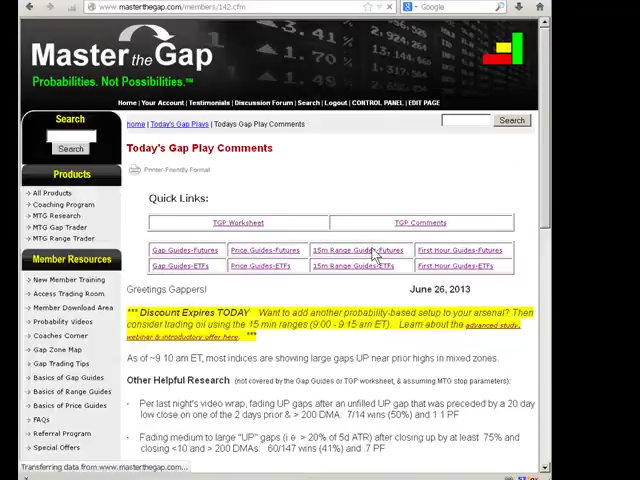 www.masterthegap.com/members/142.cfm
Google
3.41
13,144,000
1,317,537
Master the Gap
Probabilities. Not Possibilities.™
Home | Your Account | Testimonials | Discussion Forum | Search | Logout | CONTROL PANEL | EDIT PAGE
Search
Search
Products
All Products
Coaching Program
MTG Research
MTG Gap Trader
MTG Range Trader
Member Resources
New Member Training
Access Trading Room
Member Download Area
Probability Videos
Coaches Corner
Gap Zone Map
Gap Trading Tips
Basics of Gap Guides
Basics of Range Guides
Basics of Price Guides
FAQs
Referral Program
Special Offers
home | Today's Gap Plays | Todays Gap Play Comments
Search
Today's Gap Play Comments
Printer-Friendly Format
Quick Links:
TGP Worksheet TGP Comments
Gap Guides-Futures Price Guides-Futures 15m Range Guides-Futures First Hour Guides-Futures
Gap Guides-ETFs Price Guides-ETFs 15m Range Guides-ETFs First Hour Guides-ETFs
Greetings Gappers! June 26, 2013
*** Discount Expires TODAY Want to add another probability-based setup to your arsenal? Then
consider trading oil using the 15 min ranges (9:00 - 9:15 am ET). Learn about the advanced study,
webinar & introductory offer here. ***
As of ~9:10 am ET, most indices are showing large gaps UP near prior highs in mixed zones.
Other Helpful Research (not covered by the Gap Guides or TGP worksheet, & assuming MTG stop parameters):
- Per last night's video wrap, fading UP gaps after an unfilled UP gap that was preceded by a 20 day
low close on one of the 2 days prior & > 200 DMA: 7/14 wins (50%) and 1.1 PF
- Fading medium to large "UP" gaps (i.e. > 20% of 5d ATR) after closing up by at least .75% and
closing <10 and > 200 DMAs: 60/147 wins (41%) and .7 PF
Transferring data from www.masterthegap.com...